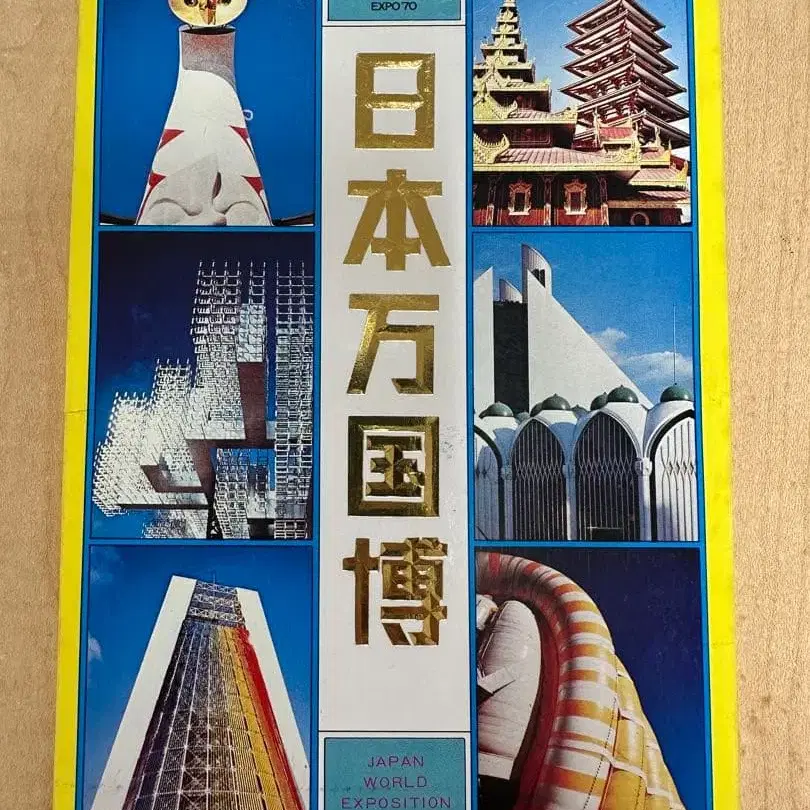 EXPO'70
日本万国博
JAPAN
WORLD
EXPOSITION